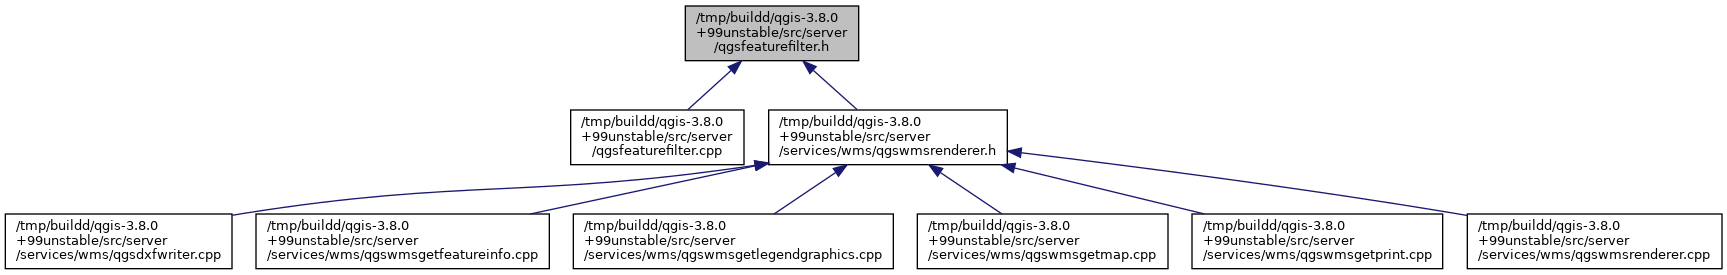 /tmp/buildd/qgis-3.8.0
+99unstable/src/server
/qgsfeaturefilter.h
/tmp/buildd/qgis-3.8.0
+99unstable/src/server
/qgsfeaturefilter.cpp
/tmp/buildd/qgis-3.8.0
+99unstable/src/server
/services/wms/qgswmsrenderer.h
/tmp/buildd/qgis-3.8.0
+99unstable/src/server
/services/wms/qgsdxfwriter.cpp
/tmp/buildd/qgis-3.8.0
+99unstable/src/server
/services/wms/qgswmsgetfeatureinfo.cpp
/tmp/buildd/qgis-3.8.0
+99unstable/src/server
/services/wms/qgswmsgetlegendgraphics.cpp
/tmp/buildd/qgis-3.8.0
+99unstable/src/server
/services/wms/qgswmsgetmap.cpp
/tmp/buildd/qgis-3.8.0
+99unstable/src/server
/services/wms/qgswmsgetprint.cpp
/tmp/buildd/qgis-3.8.0
+99unstable/src/server
/services/wms/qgswmsrenderer.cpp